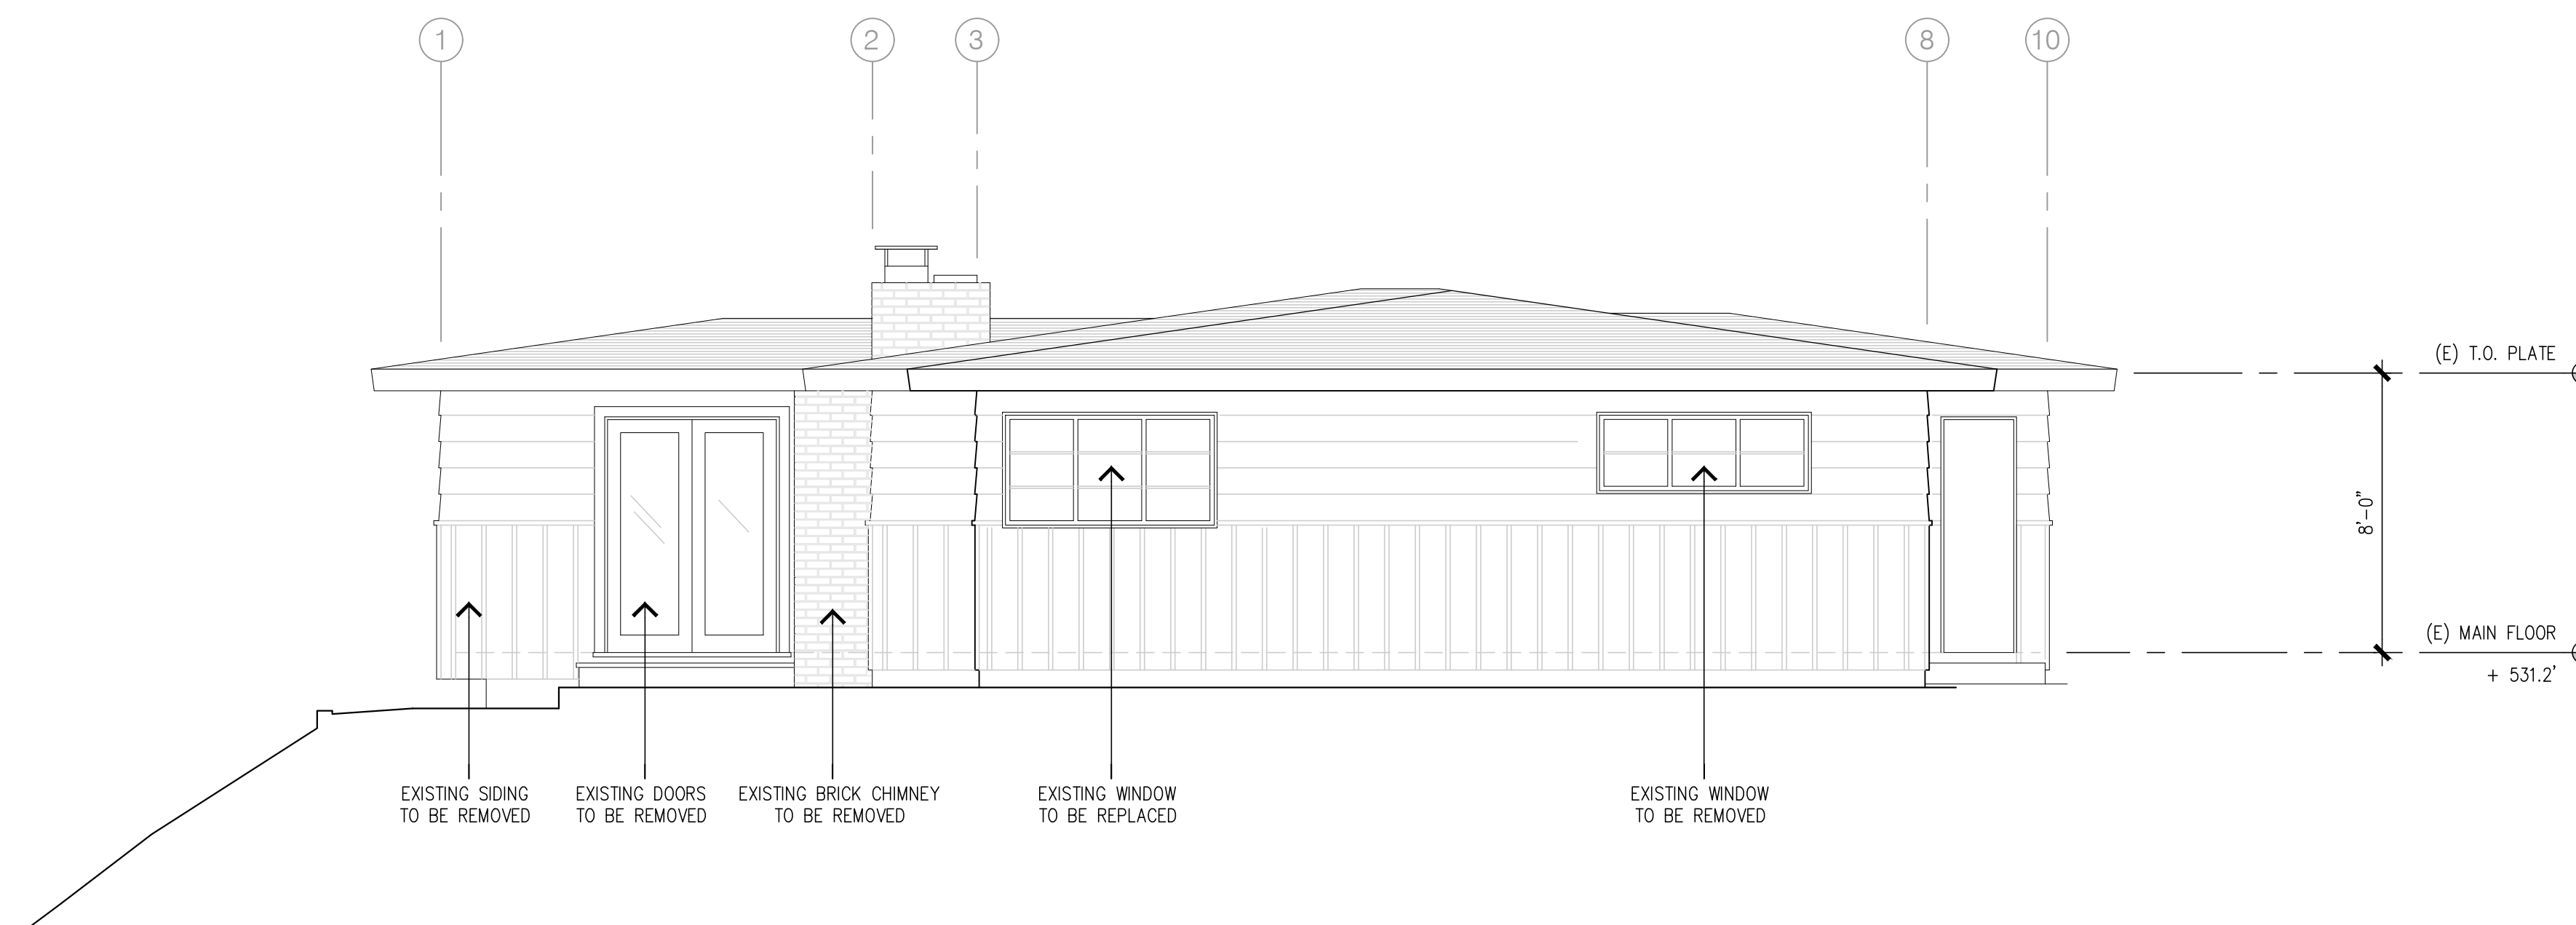 1
2
3
8
10
(E) T.O. PLATE
8'-0"
(E) MAIN FLOOR
+ 531.2'
EXISTING SIDING
TO BE REMOVED
EXISTING DOORS
TO BE REMOVED
EXISTING BRICK CHIMNEY
TO BE REMOVED
EXISTING WINDOW
TO BE REPLACED
EXISTING WINDOW
TO BE REMOVED